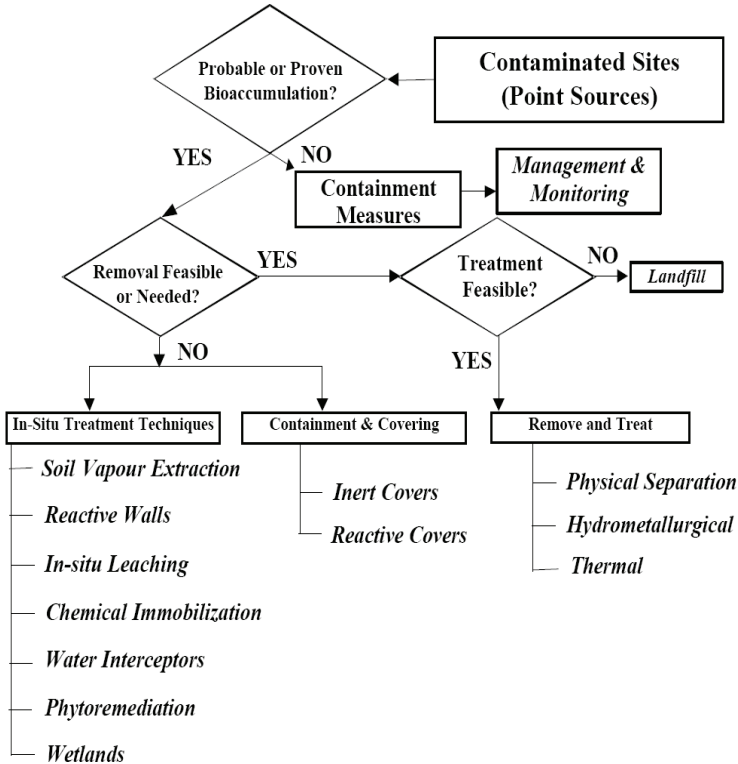 Contaminated Sites
(Point Sources)
Probable or Proven
Bioaccumulation?
YES
NO
Containment
Measures
Management &
Monitoring
Removal Feasible
or Needed?
YES
Treatment
Feasible?
NO
Landfill
NO
YES
In-Situ Treatment Techniques
Soil Vapour Extraction
Reactive Walls
In-situ Leaching
Chemical Immobilization
Water Interceptors
Phytoremediation
Wetlands
Containment & Covering
Inert Covers
Reactive Covers
Remove and Treat
Physical Separation
Hydrometallurgical
Thermal